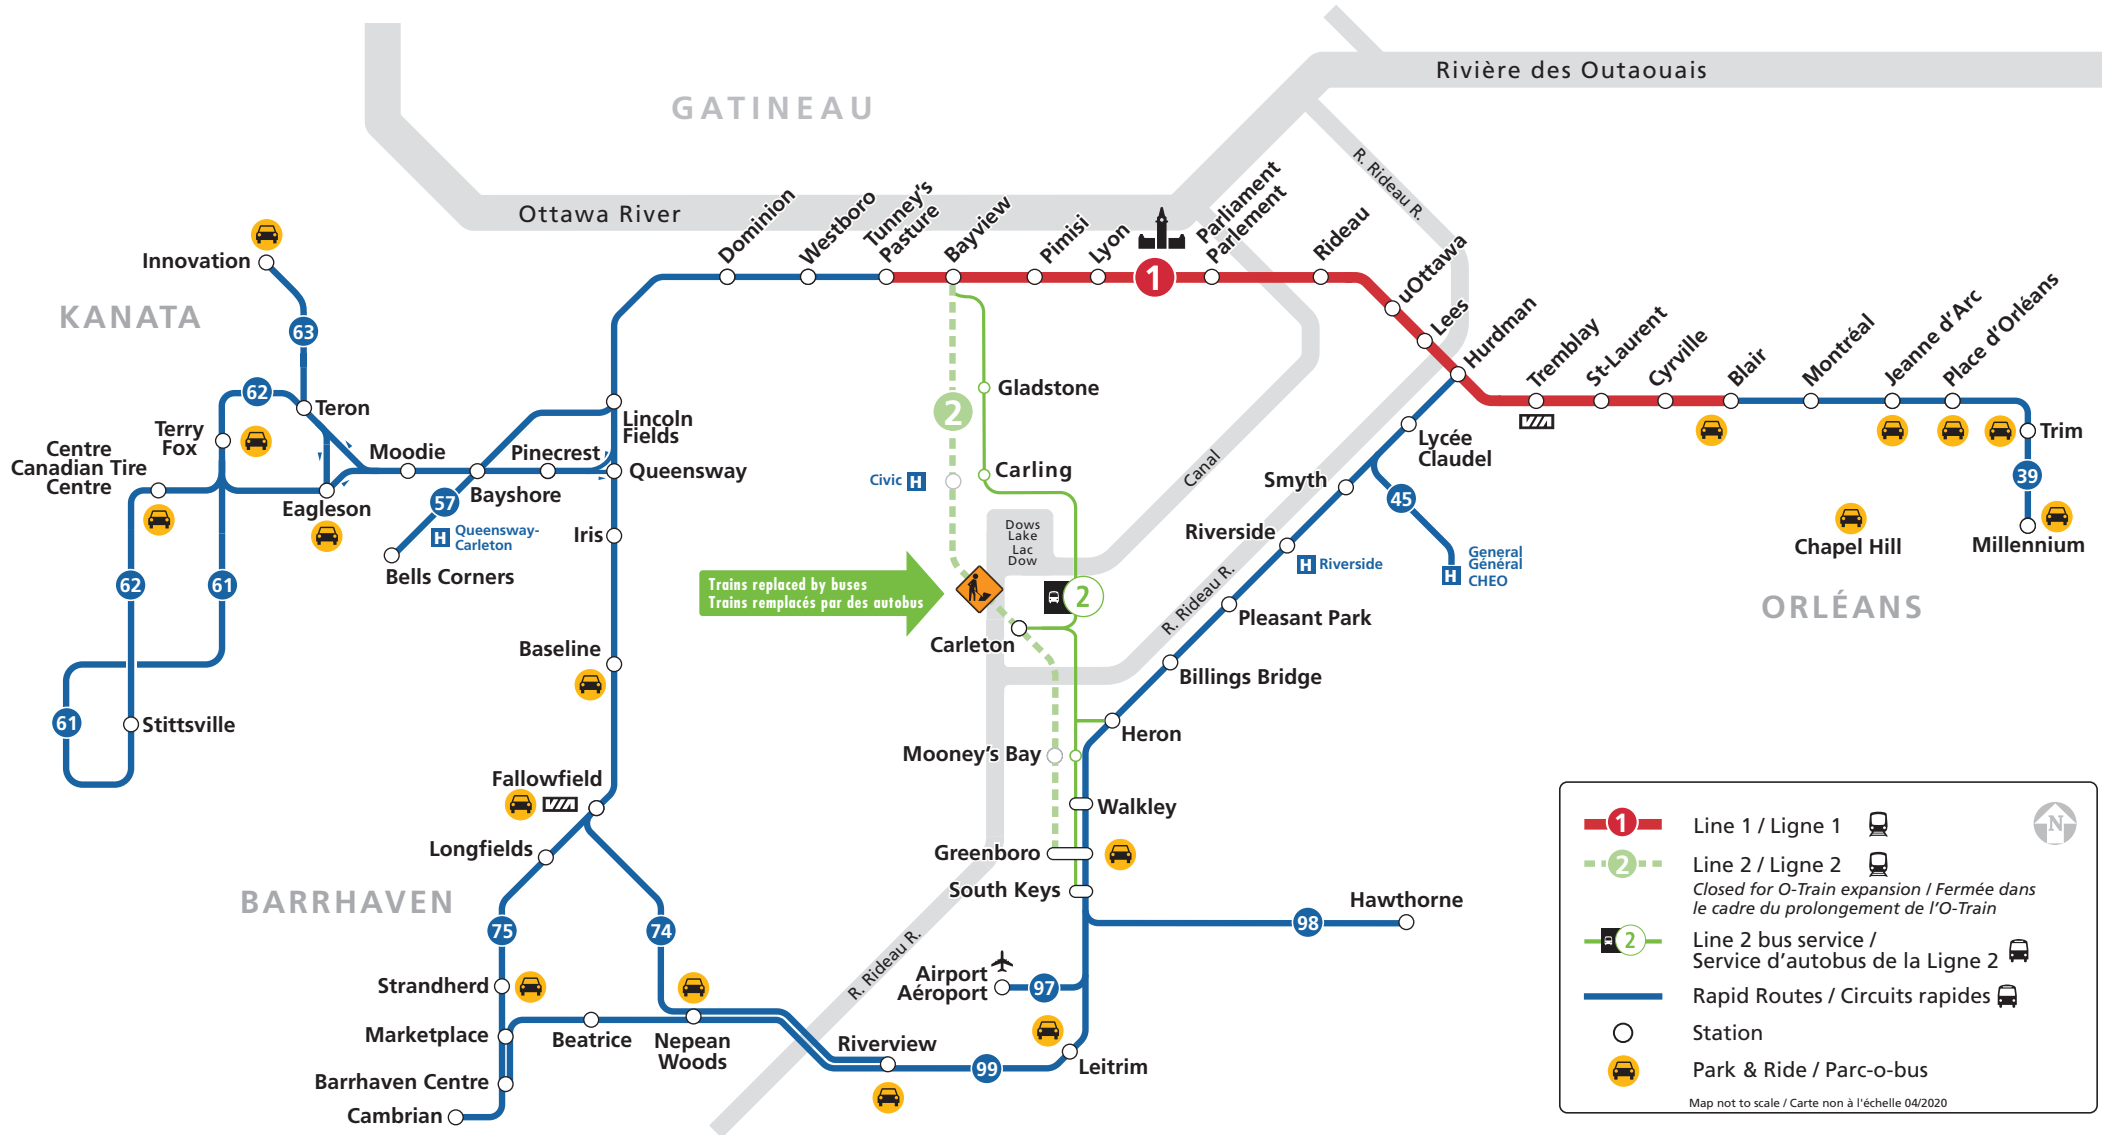 Rivière des Outaouais
GATINEAU
Ottawa River
R. Rideau R.
Dominion
Westboro
Tunney's
Pasture
Bayview
Pimisi
Lyon
1
Parliament
Parlement
Rideau
uOttawa
Lees
Hurdman
Tremblay
VIA
St-Laurent
Cyrville
Blair
Montréal
Jeanne d'Arc
Place d'Orléans
Trim
39
Millennium
Chapel Hill
ORLÉANS
Innovation
KANATA
63
62
Teron
Terry
Fox
Centre
Canadian Tire
Centre
Eagleson
Moodie
Bayshore
Pinecrest
Lincoln
Fields
Queensway
57
H Queensway-
Carleton
Bells Corners
62
61
61
Stittsville
Iris
Baseline
Fallowfield
VIA
Longfields
BARRHAVEN
75
74
Strandherd
Marketplace
Barrhaven Centre
Cambrian
Beatrice
Nepean
Woods
Riverview
99
Leitrim
2
Gladstone
Carling
Civic H
Dows
Lake
Lac
Dow
Canal
Trains replaced by buses
Trains remplacés par des autobus
2
Carleton
Lycée
Claudel
Smyth
45
Riverside
H Riverside
H General
Général
CHEO
R. Rideau R.
Pleasant Park
Billings Bridge
Heron
Mooney's Bay
Walkley
Greenboro
South Keys
98
Hawthorne
Airport
Aéroport
97
R. Rideau R.
1 Line 1 / Ligne 1
N
2 Line 2 / Ligne 2
Closed for O-Train expansion / Fermée dans
le cadre du prolongement de l'O-Train
2 Line 2 bus service /
Service d'autobus de la Ligne 2
Rapid Routes / Circuits rapides
Station
Park & Ride / Parc-o-bus
Map not to scale / Carte non à l'échelle 04/2020